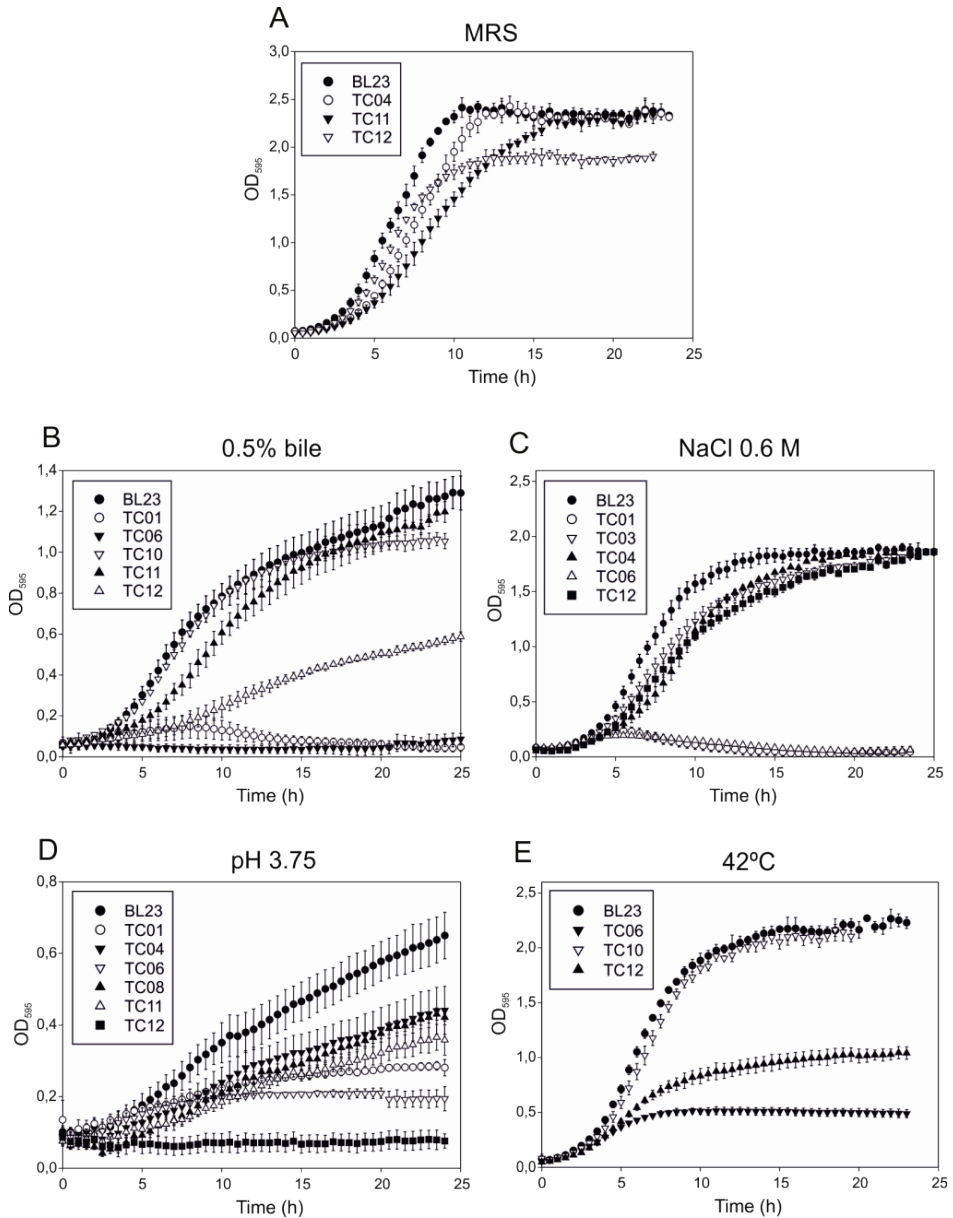 A
MRS
3,0
2,5
2,0
1,5
1,0
0,5
0,0
OD595
BL23
TC04
TC11
TC12
0 5 10 15 20 25
Time (h)
B
0.5% bile
1,4
1,2
1,0
0,8
0,6
0,4
0,2
0,0
OD595
BL23
TC01
TC06
TC10
TC11
TC12
0 5 10 15 20 25
Time (h)
C
NaCl 0.6 M
2,5
2,0
1,5
1,0
0,5
0,0
OD595
BL23
TC01
TC03
TC04
TC06
TC12
0 5 10 15 20 25
Time (h)
D
pH 3.75
0,8
0,6
0,4
0,2
0,0
OD595
BL23
TC01
TC04
TC06
TC08
TC11
TC12
0 5 10 15 20 25
Time (h)
E
42ºC
2,5
2,0
1,5
1,0
0,5
0,0
OD595
BL23
TC06
TC10
TC12
0 5 10 15 20 25
Time (h)